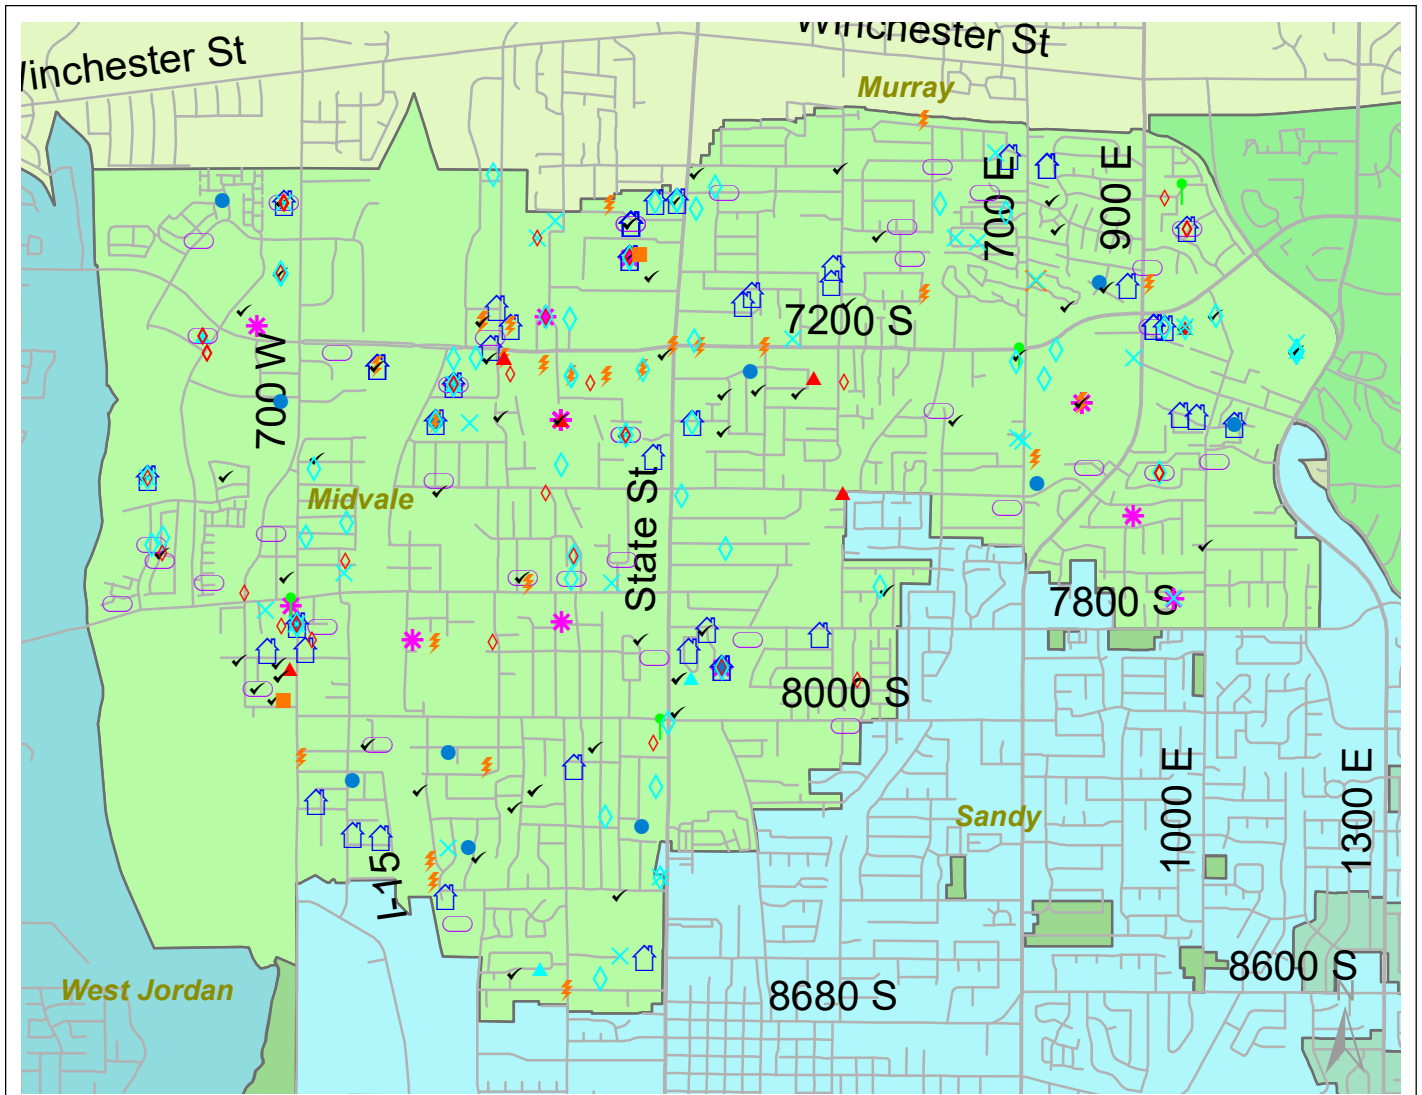 Winchester St
Winchester St
Murray
700 E
900 E
7200 S
700 W
Midvale
State St
7800 S
8000 S
1000 E
1300 E
Sandy
I-15
8600 S
West Jordan
8680 S